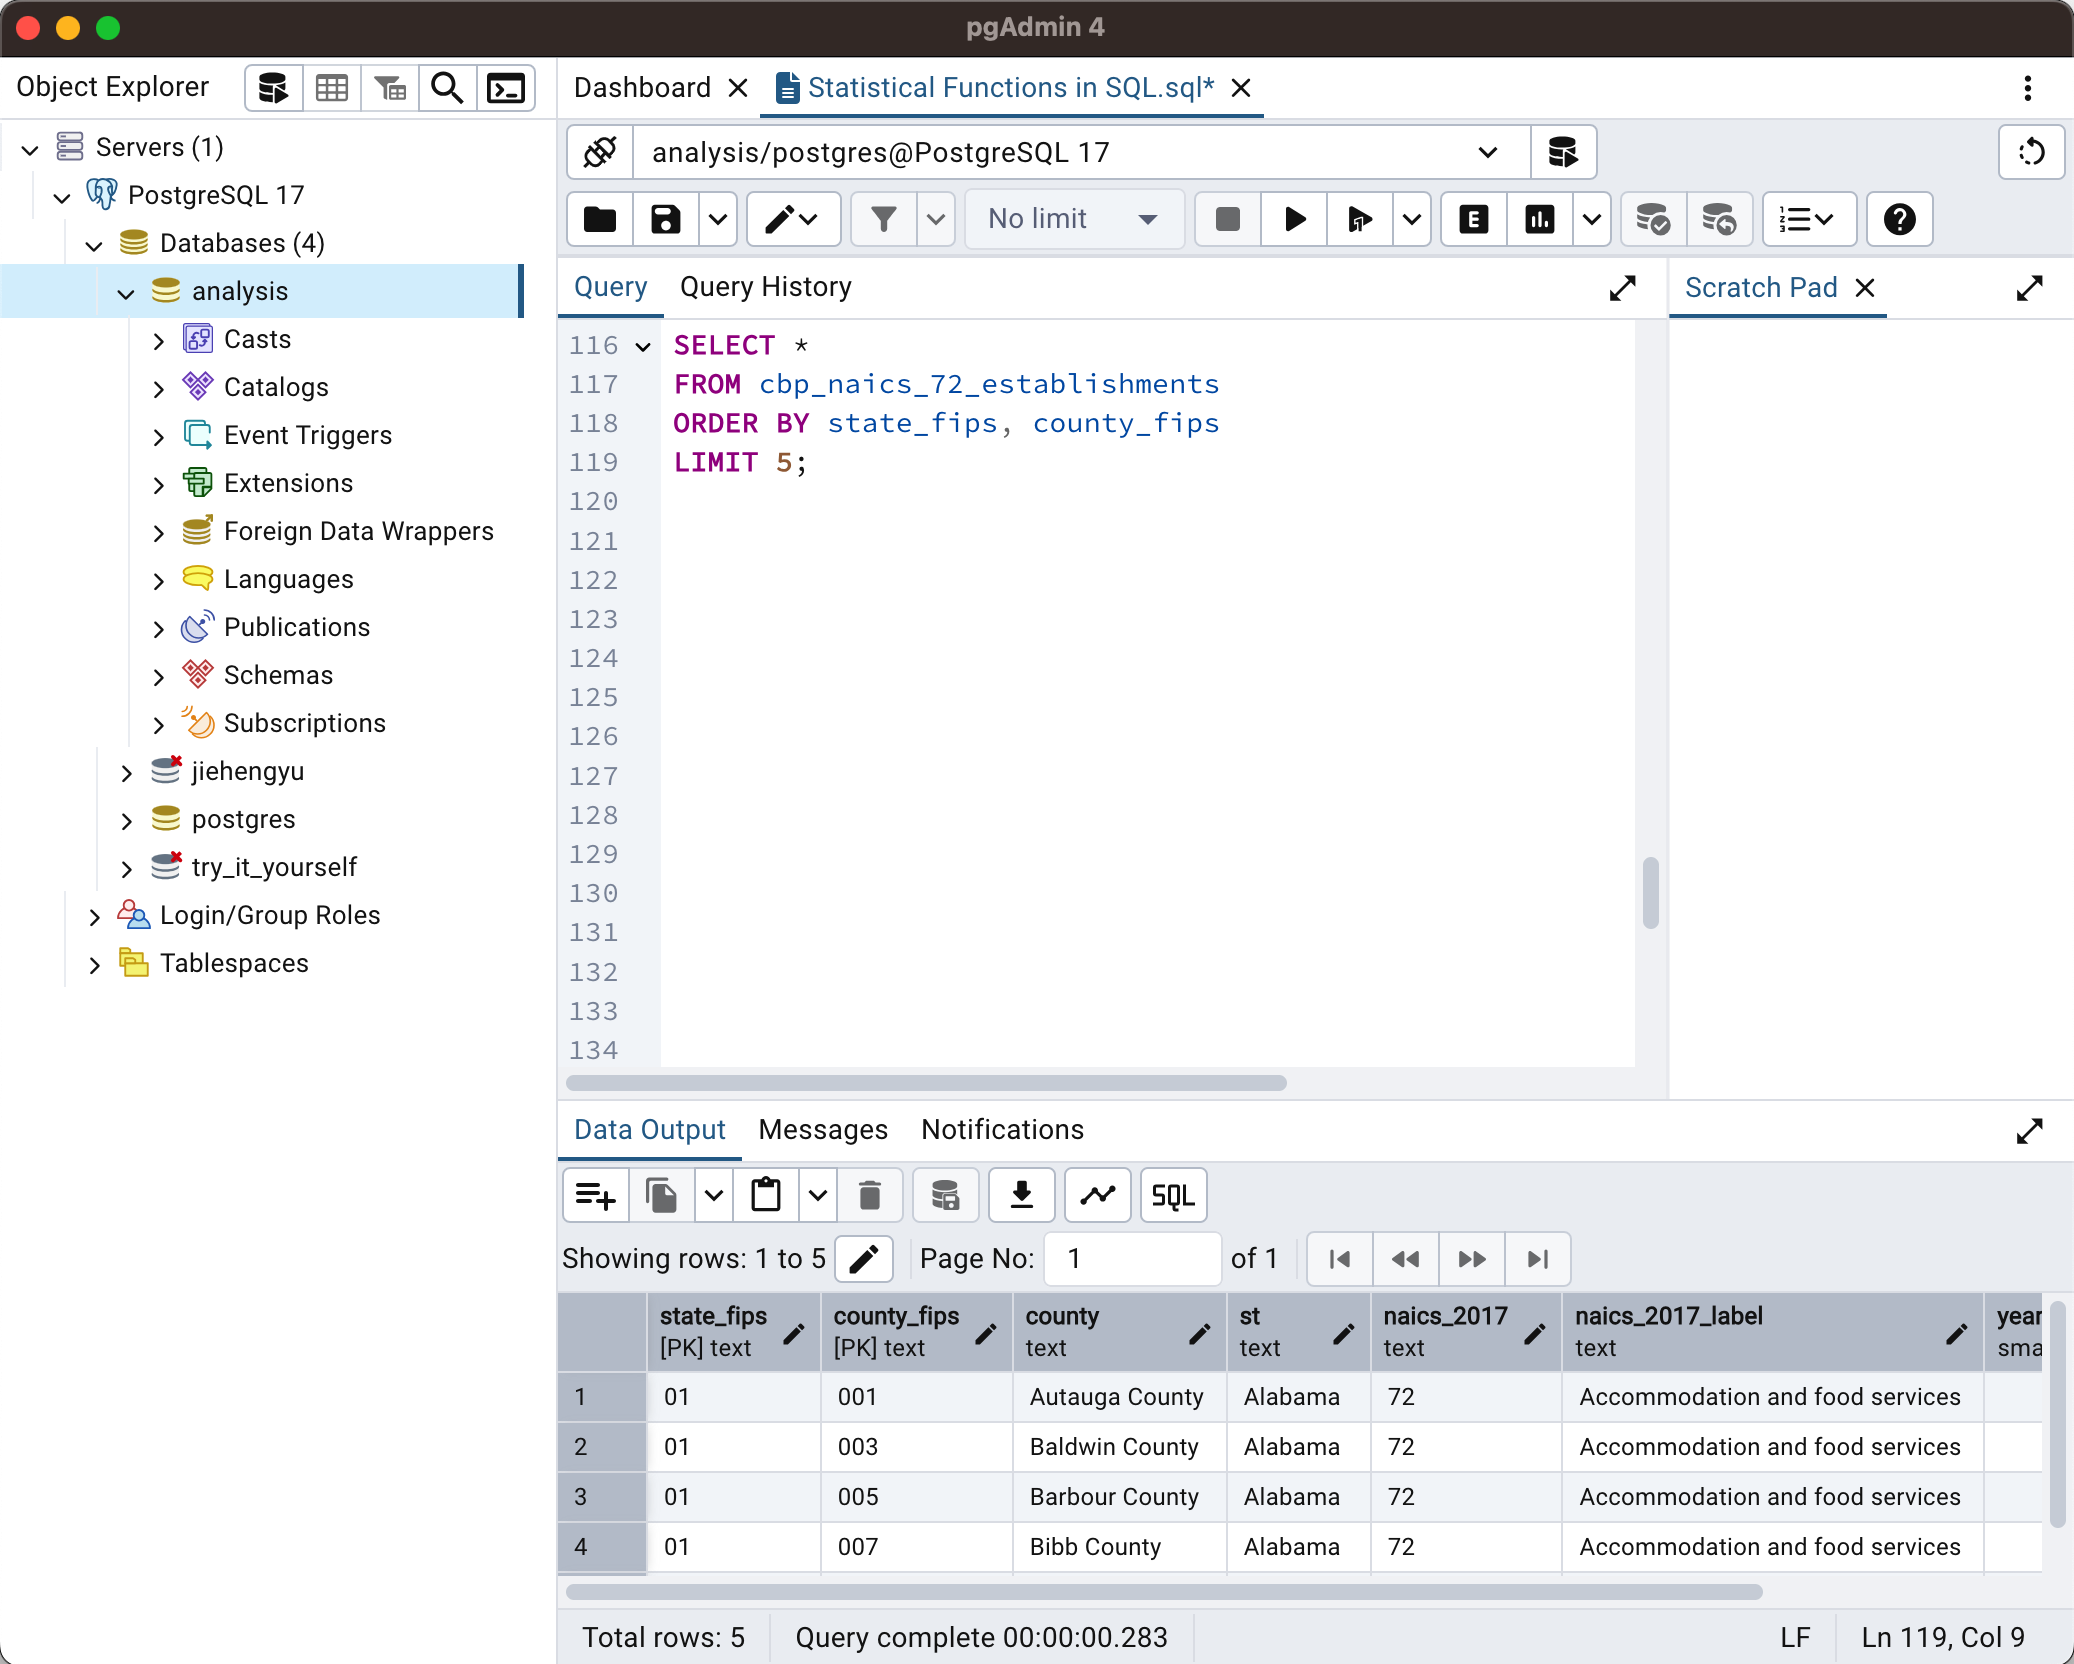 pgAdmin 4
Object Explorer
Servers (1)
PostgreSQL 17
Databases (4)
analysis
Casts
Catalogs
Event Triggers
Extensions
Foreign Data Wrappers
Languages
Publications
Schemas
Subscriptions
jiehengyu
postgres
try_it_yourself
Login/Group Roles
Tablespaces
Dashboard
Statistical Functions in SQL.sql*
analysis/postgres@PostgreSQL 17
No limit
E
Query Query History
Scratch Pad
116 SELECT *
117 FROM cbp_naics_72_establishments
118 ORDER BY state_fips, county_fips
119 LIMIT 5;
120
121
122
123
124
125
126
127
128
129
130
131
132
133
134
Data Output Messages Notifications
SQL
Showing rows: 1 to 5 Page No: 1 of 1
state_fips county_fips county st naics_2017 naics_2017_label year
[PK] text [PK] text text text text text sma
1 01 001 Autauga County Alabama 72 Accommodation and food services
2 01 003 Baldwin County Alabama 72 Accommodation and food services
3 01 005 Barbour County Alabama 72 Accommodation and food services
4 01 007 Bibb County Alabama 72 Accommodation and food services
Total rows: 5 Query complete 00:00:00.283 LF Ln 119, Col 9